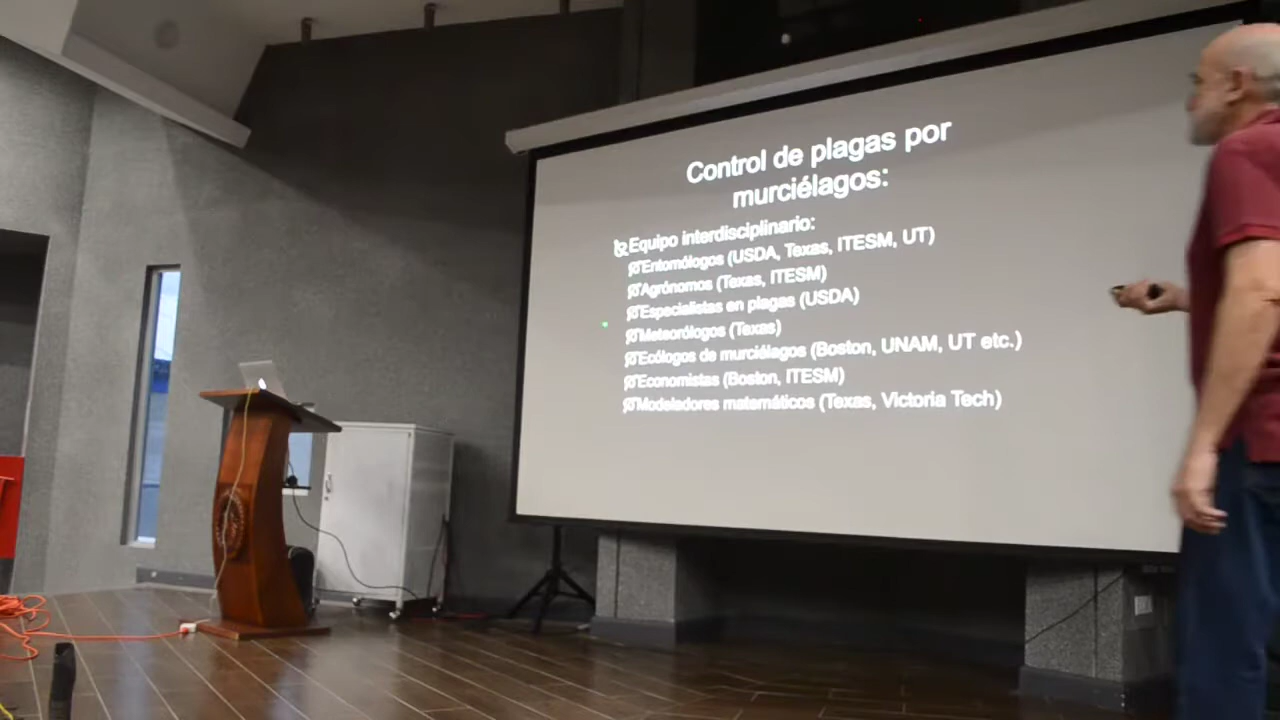 Control de plagas por
murciélagos:
Equipo interdisciplinario:
Entomólogos (USDA, Texas, ITESM, UT)
Agrónomos (Texas, ITESM)
Especialistas en plagas (USDA)
Meteorólogos (Texas)
Ecólogos de murciélagos (Boston, UNAM, UT etc.)
Economistas (Boston, ITESM)
Modeladores matemáticos (Texas, Victoria Tech)